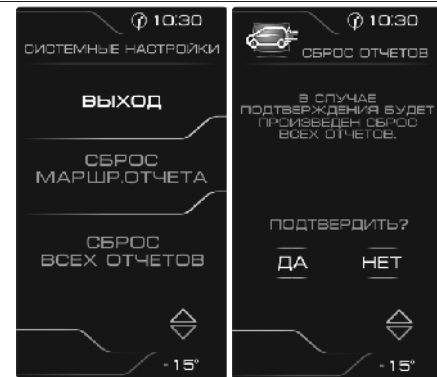 10:30
СИСТЕМНЫЕ НАСТРОЙКИ
ВЫХОД
СБРОС
МАРШР.ОТЧЕТА
СБРОС
ВСЕХ ОТЧЕТОВ
-15°
10:30
СБРОС ОТЧЕТОВ
В СЛУЧАЕ
ПОДТВЕРЖДЕНИЯ БУДЕТ
ПРОИЗВЕДЕН СБРОС
ВСЕХ ОТЧЕТОВ.
ПОДТВЕРДИТЬ?
ДА НЕТ
-15°